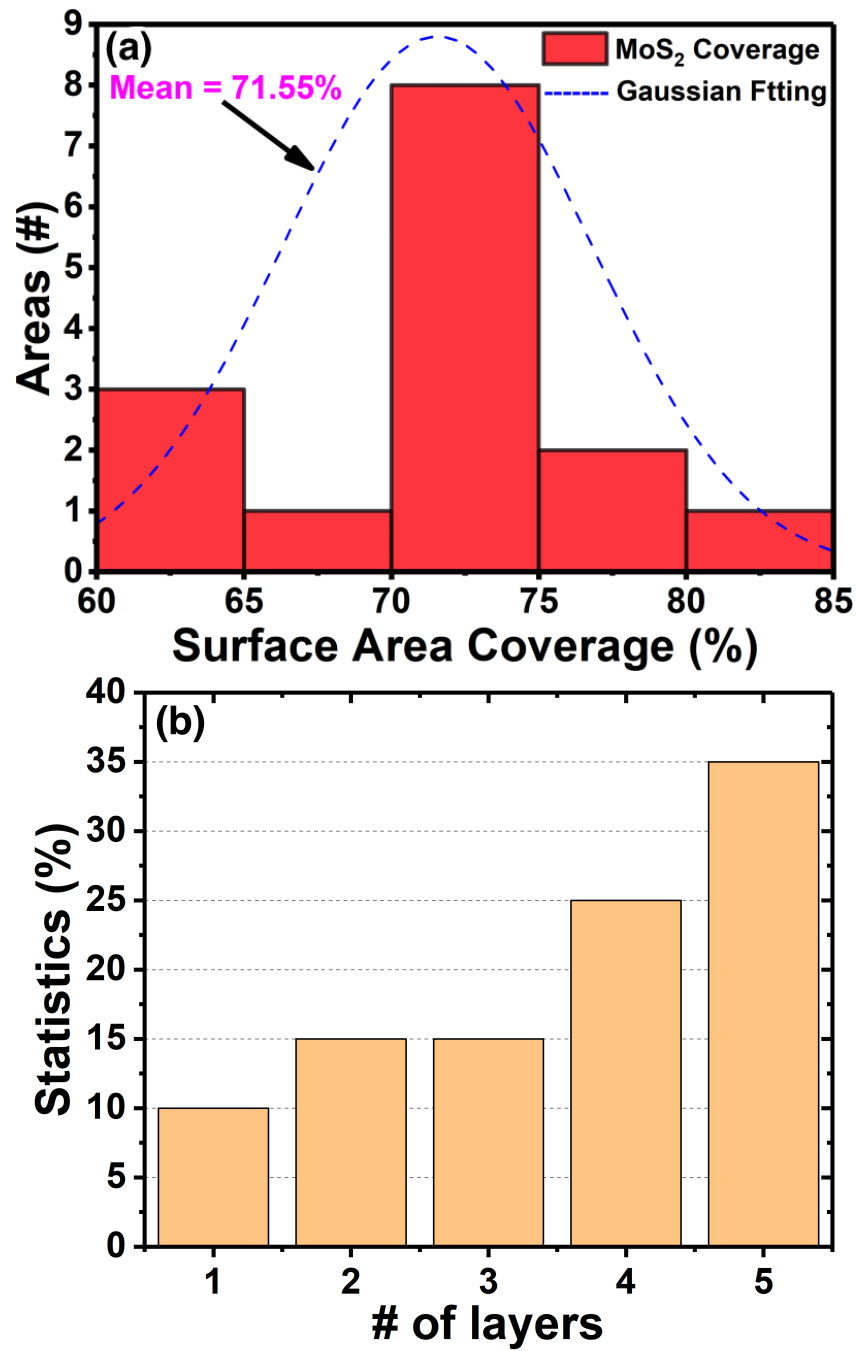 (a)
Mean = 71.55%
MoS₂ Coverage
Gaussian Ftting
9
8
7
6
5
4
3
2
1
0
Areas (#)
60 65 70 75 80 85
Surface Area Coverage (%)
(b)
40
35
30
25
20
15
10
5
0
Statistics (%)
1 2 3 4 5
# of layers